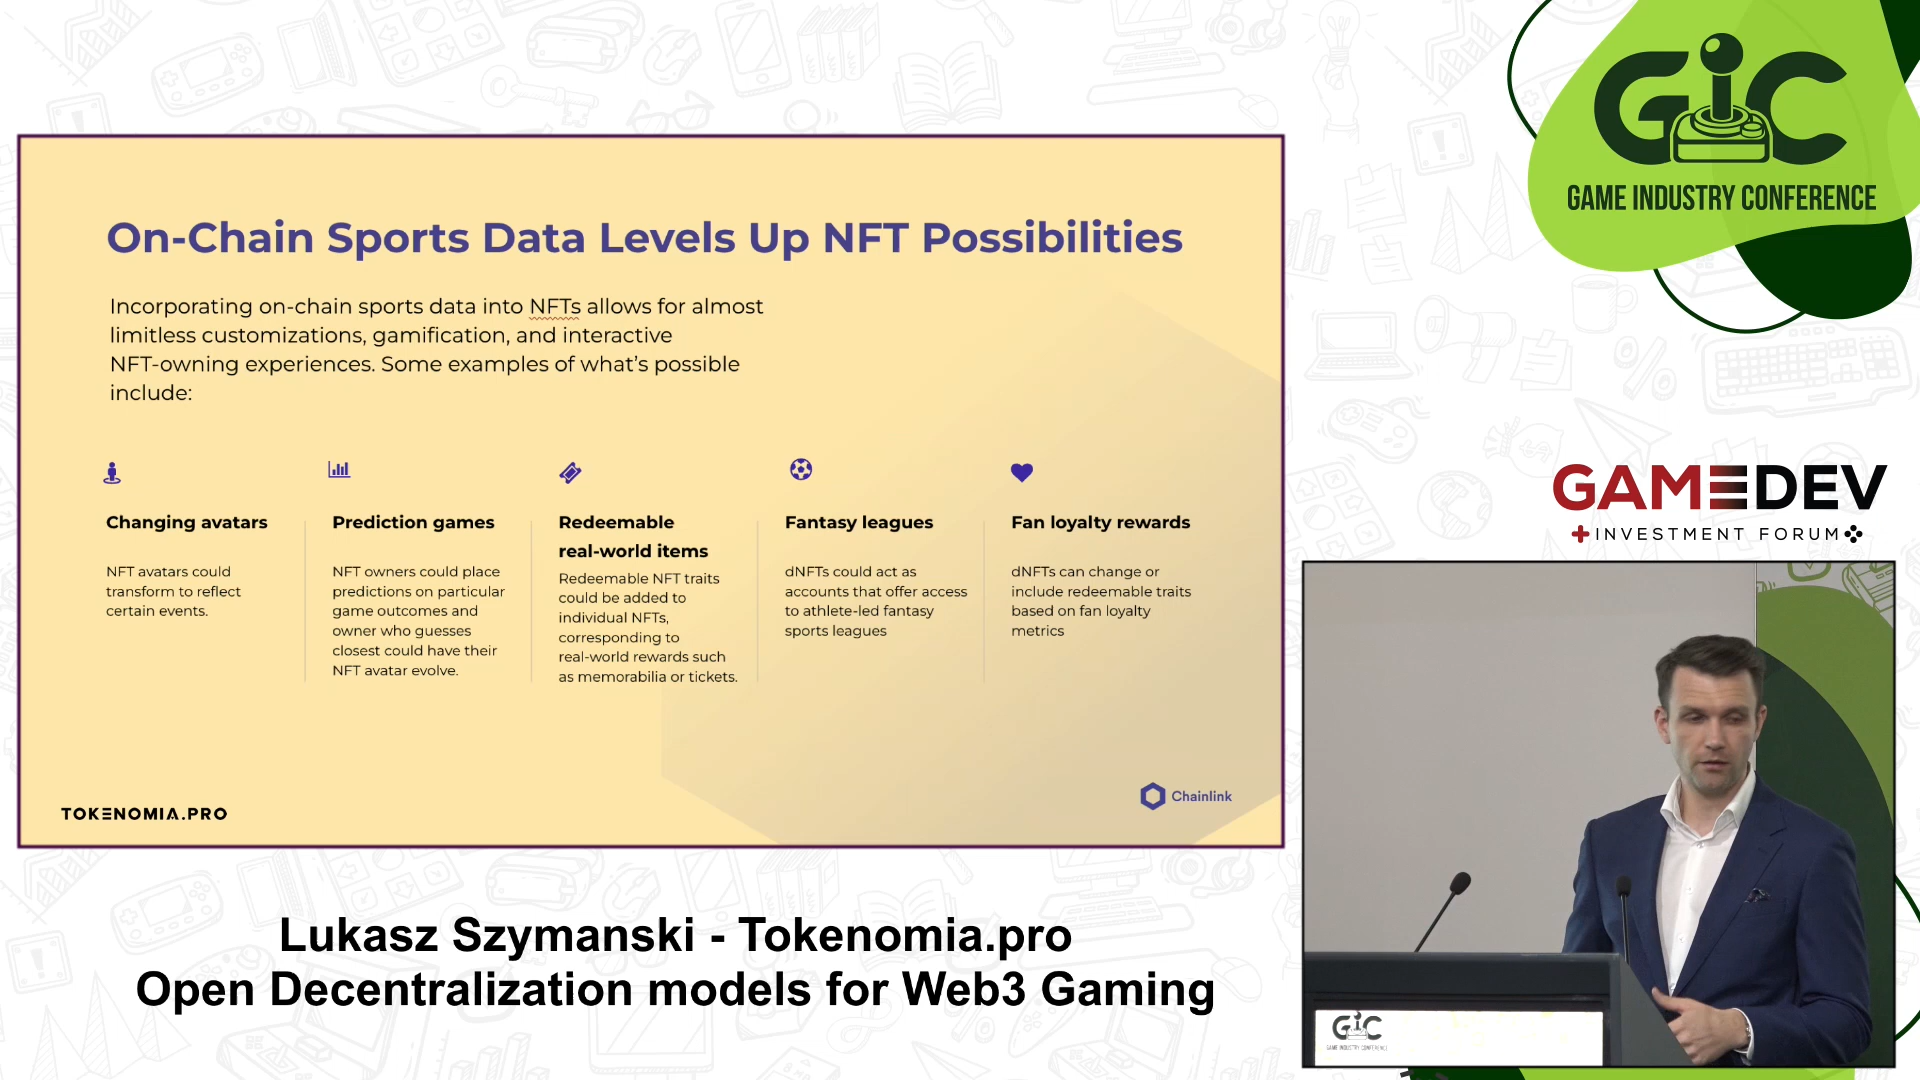 GIC
GAME INDUSTRY CONFERENCE
On-Chain Sports Data Levels Up NFT Possibilities
Incorporating on-chain sports data into NFTs allows for almost
limitless customizations, gamification, and interactive
NFT-owning experiences. Some examples of what's possible
include:
Changing avatars
NFT avatars could
transform to reflect
certain events.
Prediction games
NFT owners could place
predictions on particular
game outcomes and
owner who guesses
closest could have their
NFT avatar evolve.
Redeemable
real-world items
Redeemable NFT traits
could be added to
individual NFTs,
corresponding to
real-world rewards such
as memorabilia or tickets.
Fantasy leagues
dNFTs could act as
accounts that offer access
to athlete-led fantasy
sports leagues
Fan loyalty rewards
dNFTs can change or
include redeemable traits
based on fan loyalty
metrics
TOKENOMIA.PRO
Chainlink
GAMEDEV
INVESTMENT FORUM
GIC
GAME INDUSTRY CONFERENCE
Lukasz Szymanski - Tokenomia.pro
Open Decentralization models for Web3 Gaming